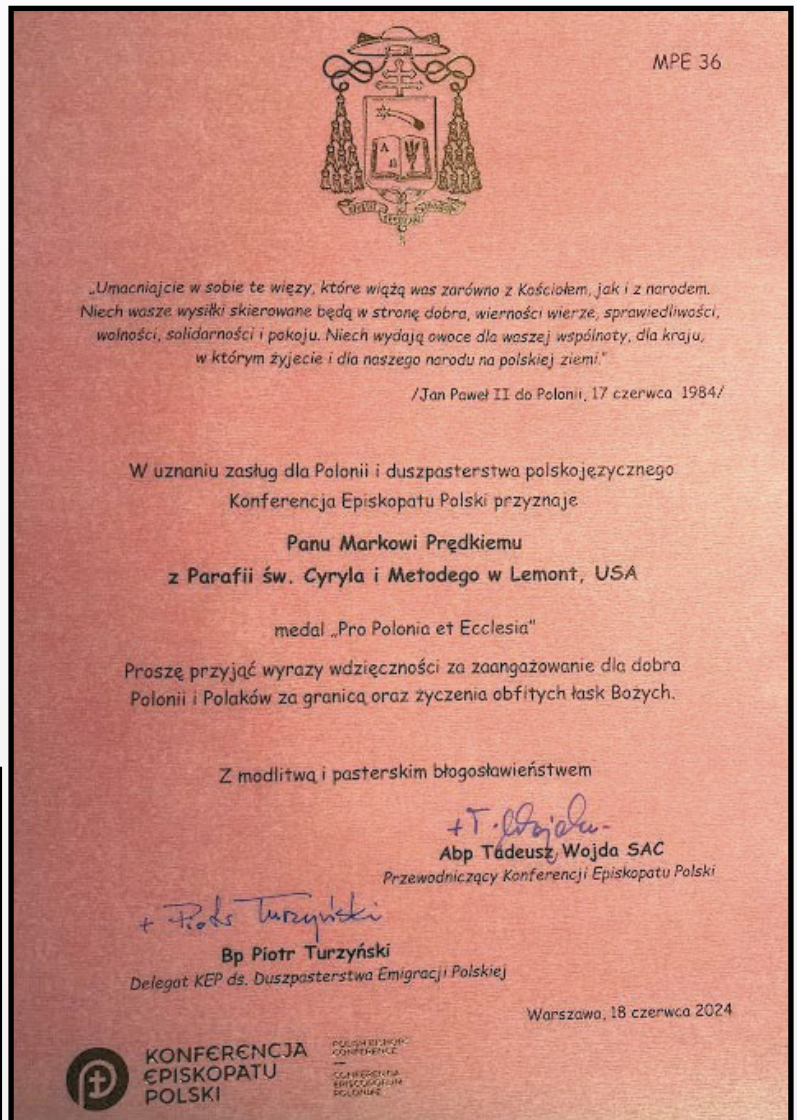 MPE 36
A
„Umacniajcie w sobie te więzy, które wiążą was zarówno z Kościołem, jak i z narodem.
Niech wasze wysiłki skierowane będą w stronę dobra, wierności wierze, sprawiedliwości,
wolności, solidarności i pokoju. Niech wydają owoce dla waszej wspólnoty, dla kraju,
w którym żyjecie i dla naszego narodu na polskiej ziemi."
/Jan Paweł II do Polonii, 17 czerwca 1984/
W uznaniu zasług dla Polonii i duszpasterstwa polskojęzycznego
Konferencja Episkopatu Polski przyznaje
Panu Markowi Prędkiemu
z Parafii św. Cyryla i Metodego w Lemont, USA
medal „Pro Polonia et Ecclesia"
Proszę przyjąć wyrazy wdzięczności za zaangażowanie dla dobra
Polonii i Polaków za granicą oraz życzenia obfitych łask Bożych.
Z modlitwą i pasterskim błogosławieństwem
+ T. Wojda
Abp Tadeusz Wojda SAC
Przewodniczący Konferencji Episkopatu Polski
+ Piotr Turzyński
Bp Piotr Turzyński
Delegat KEP ds. Duszpasterstwa Emigracji Polskiej
Warszawa, 18 czerwca 2024
KONFERENCJA
EPISKOPATU
POLSKI
POLISH BISHOPS'
CONFERENCE
CONFERENTIA
EPISCOPORUM
POLONIAE